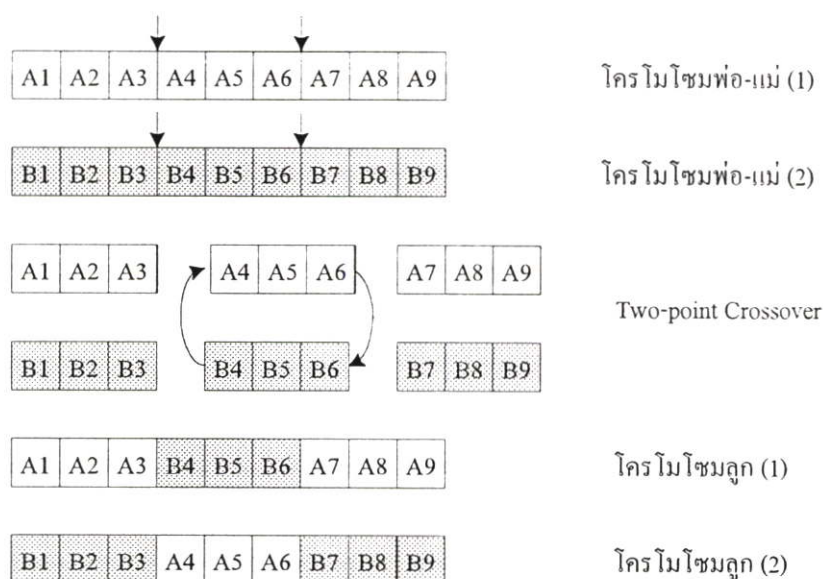 A1 A2 A3 A4 A5 A6 A7 A8 A9 โครโมโซมพ่อ-แม่ (1)
B1 B2 B3 B4 B5 B6 B7 B8 B9 โครโมโซมพ่อ-แม่ (2)
A1 A2 A3 A4 A5 A6 A7 A8 A9
Two-point Crossover
B1 B2 B3 B4 B5 B6 B7 B8 B9
A1 A2 A3 B4 B5 B6 A7 A8 A9 โครโมโซมลูก (1)
B1 B2 B3 A4 A5 A6 B7 B8 B9 โครโมโซมลูก (2)